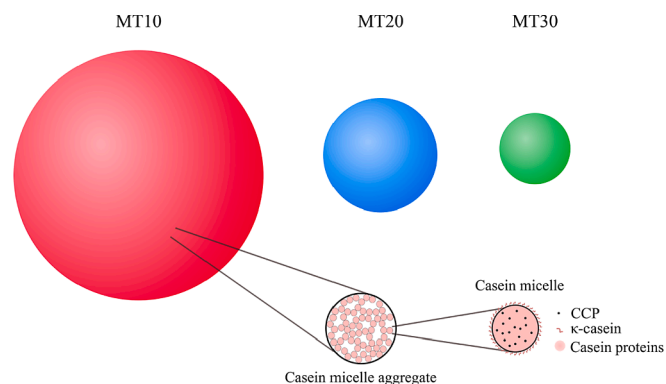 MT10
MT20
MT30
Casein micelle
CCP
κ-casein
Casein proteins
Casein micelle aggregate